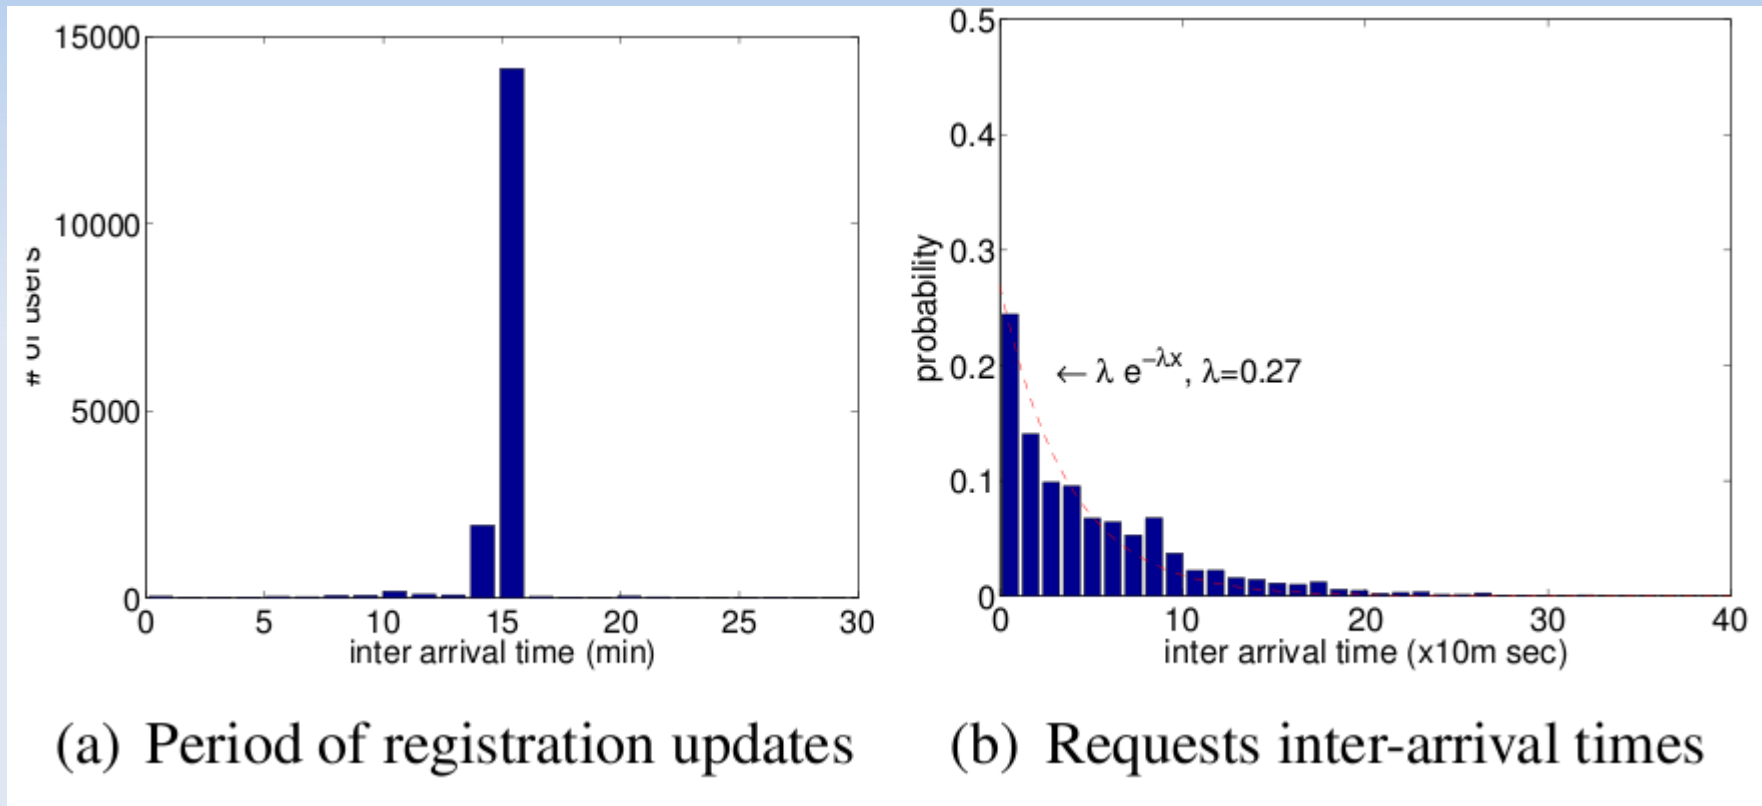 15000
10000
5000
0
0 5 10 15 20 25 30
# of users
inter arrival time (min)
(a) Period of registration updates
0.5
0.4
0.3
0.2
0.1
0
0 10 20 30 40
probability
← λ e^{−λx}, λ=0.27
inter arrival time (x10m sec)
(b) Requests inter-arrival times